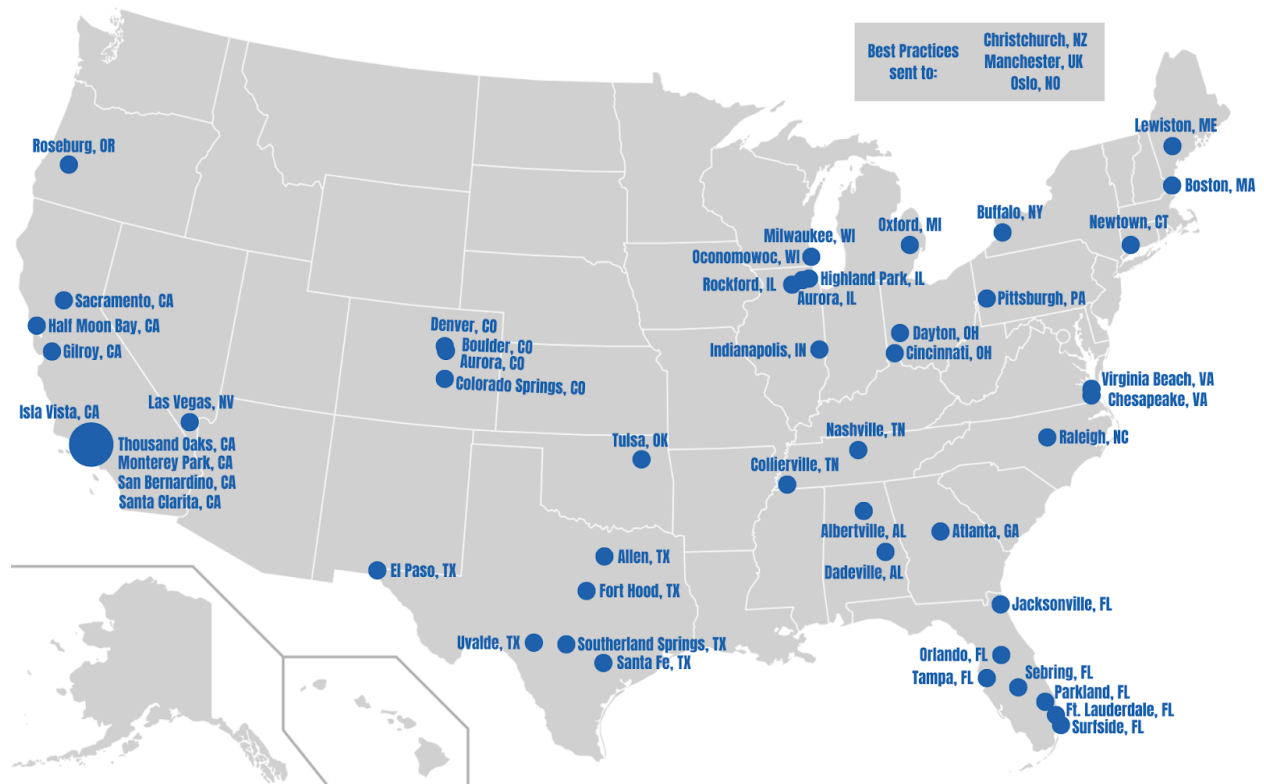 Best Practices
sent to:
Christchurch, NZ
Manchester, UK
Oslo, NO
Roseburg, OR
Lewiston, ME
Boston, MA
Buffalo, NY
Newtown, CT
Oxford, MI
Milwaukee, WI
Oconomowoc, WI
Rockford, IL
Highland Park, IL
Aurora, IL
Pittsburgh, PA
Sacramento, CA
Half Moon Bay, CA
Gilroy, CA
Denver, CO
Boulder, CO
Aurora, CO
Colorado Springs, CO
Indianapolis, IN
Dayton, OH
Cincinnati, OH
Virginia Beach, VA
Chesapeake, VA
Isla Vista, CA
Las Vegas, NV
Thousand Oaks, CA
Monterey Park, CA
San Bernardino, CA
Santa Clarita, CA
Tulsa, OK
Nashville, TN
Collierville, TN
Raleigh, NC
Albertville, AL
Dadeville, AL
Atlanta, GA
El Paso, TX
Allen, TX
Fort Hood, TX
Uvalde, TX
Southerland Springs, TX
Santa Fe, TX
Jacksonville, FL
Orlando, FL
Tampa, FL
Sebring, FL
Parkland, FL
Ft. Lauderdale, FL
Surfside, FL